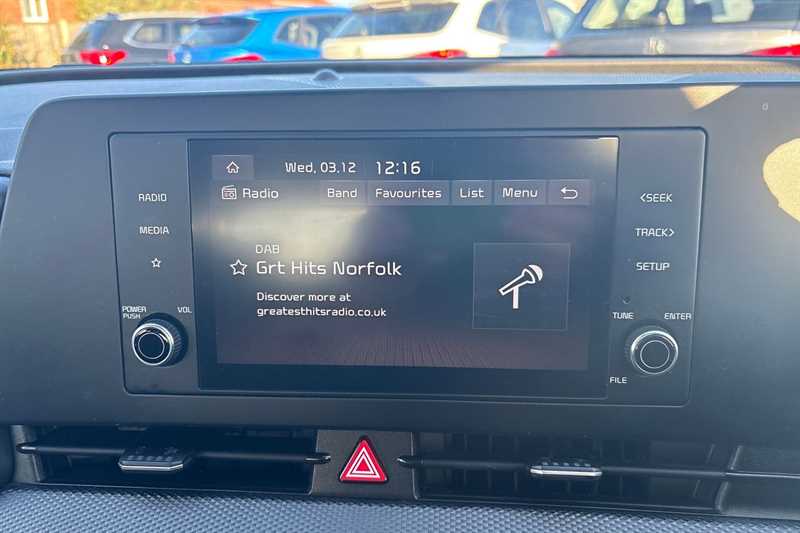 Wed, 03.12 12:16
Radio Band Favourites List Menu
DAB
Grt Hits Norfolk
Discover more at
greatesthitsradio.co.uk
RADIO
MEDIA
POWER
PUSH
VOL
<SEEK
TRACK>
SETUP
TUNE
ENTER
FILE